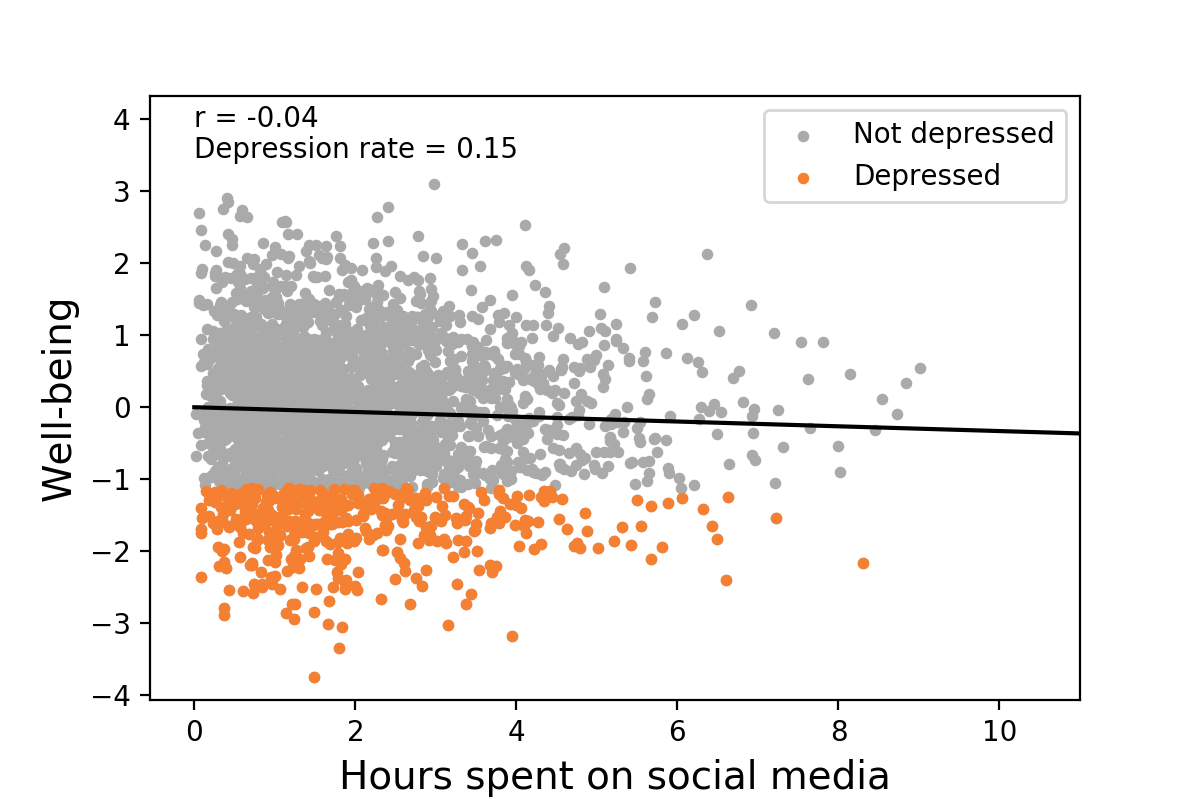 r = -0.04
Depression rate = 0.15
Not depressed
Depressed
4
3
2
1
0
−1
−2
−3
−4
Well-being
0 2 4 6 8 10
Hours spent on social media